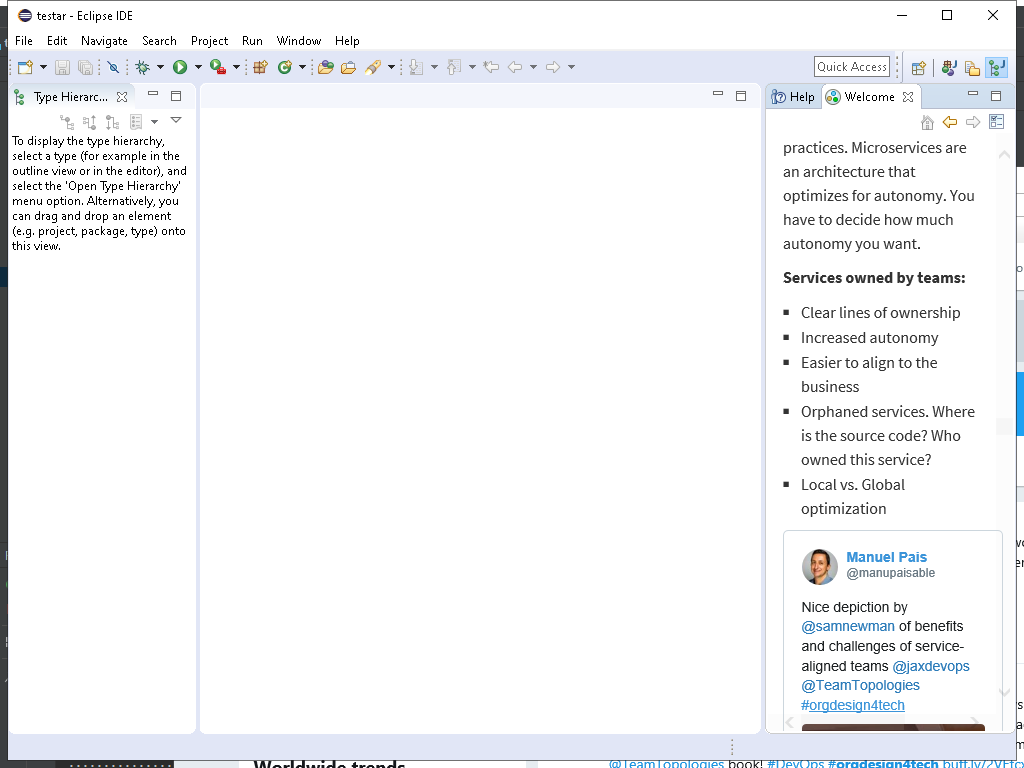 testar - Eclipse IDE
File Edit Navigate Search Project Run Window Help
Quick Access
Type Hierarc...
Help
Welcome
To display the type hierarchy,
select a type (for example in the
outline view or in the editor), and
select the 'Open Type Hierarchy'
menu option. Alternatively, you
can drag and drop an element
(e.g. project, package, type) onto
this view.
practices. Microservices are
an architecture that
optimizes for autonomy. You
have to decide how much
autonomy you want.
Services owned by teams:
Clear lines of ownership
Increased autonomy
Easier to align to the
business
Orphaned services. Where
is the source code? Who
owned this service?
Local vs. Global
optimization
Manuel Pais
@manupaisable
Nice depiction by
@samnewman of benefits
and challenges of service-
aligned teams @jaxdevops
@TeamTopologies
#orgdesign4tech
Worldwide trends
@TeamTopologies book! #DevOps #orgdesign4tech